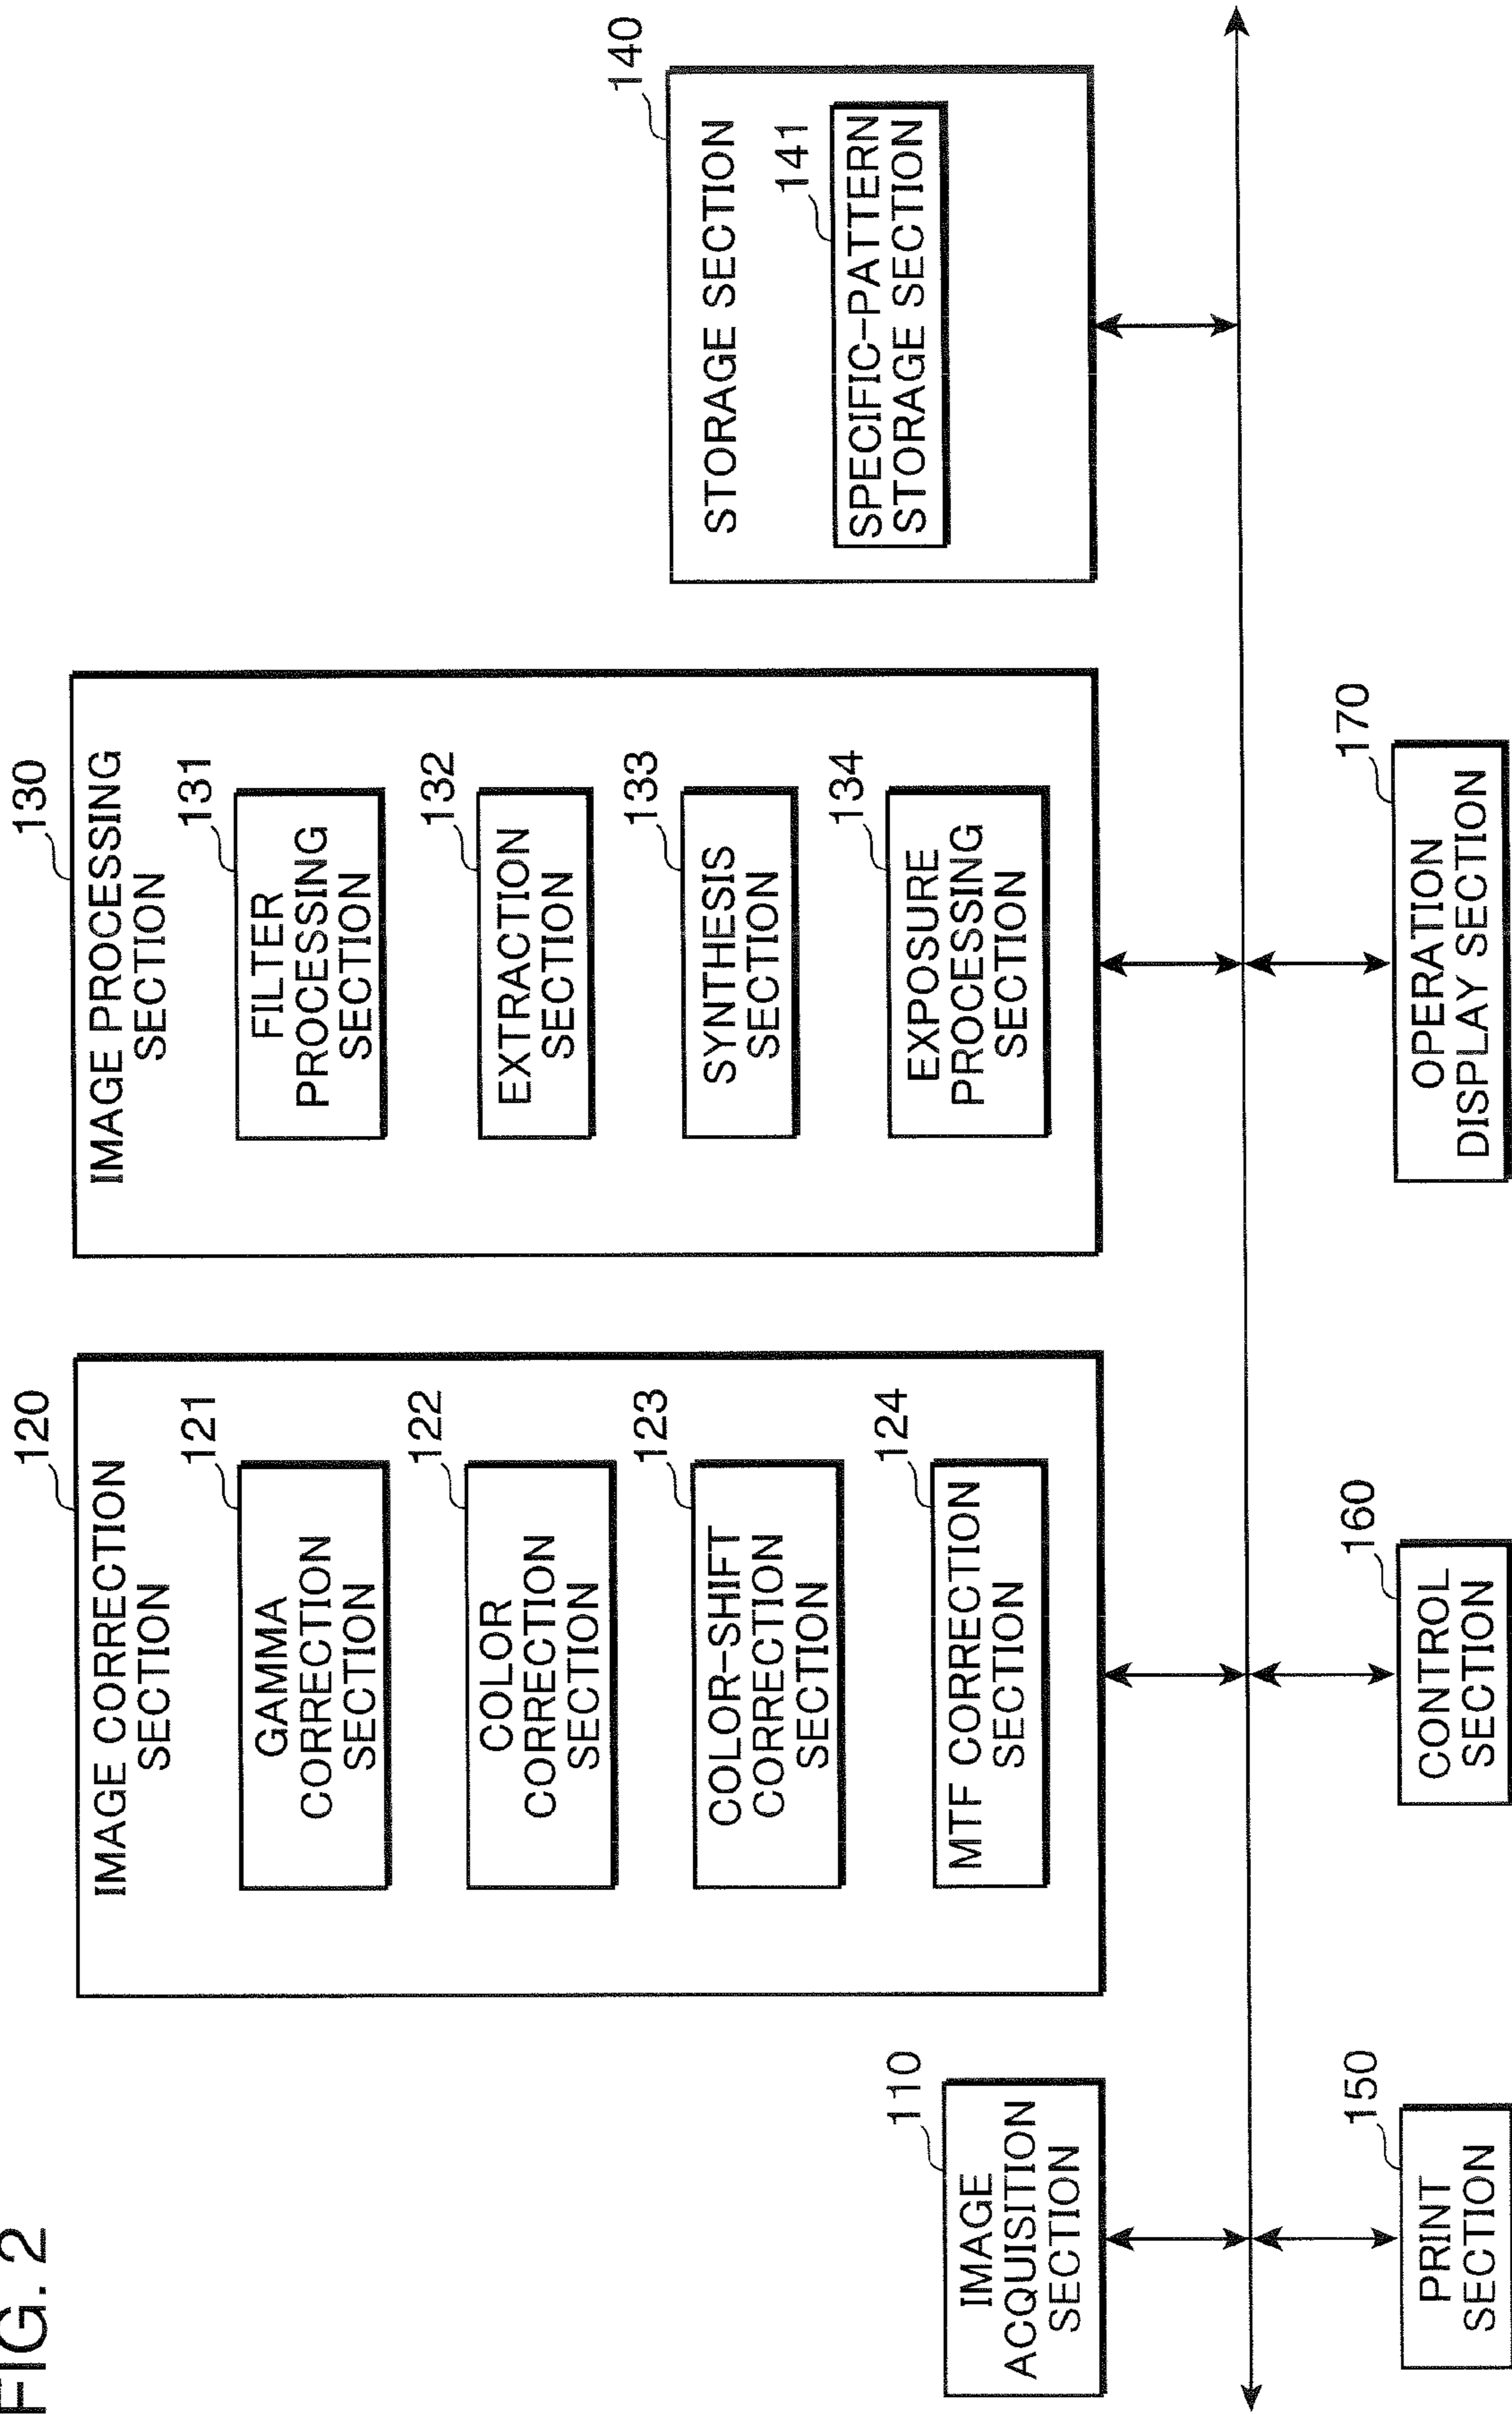 FIG. 2
120
IMAGE CORRECTION
SECTION
121
GAMMA
CORRECTION
SECTION
122
COLOR
CORRECTION
SECTION
123
COLOR-SHIFT
CORRECTION
SECTION
124
MTF CORRECTION
SECTION
130
IMAGE PROCESSING
SECTION
131
FILTER
PROCESSING
SECTION
132
EXTRACTION
SECTION
133
SYNTHESIS
SECTION
134
EXPOSURE
PROCESSING
SECTION
140
STORAGE SECTION
141
SPECIFIC-PATTERN
STORAGE SECTION
110
IMAGE
ACQUISITION
SECTION
150
PRINT
SECTION
160
CONTROL
SECTION
170
OPERATION
DISPLAY SECTION